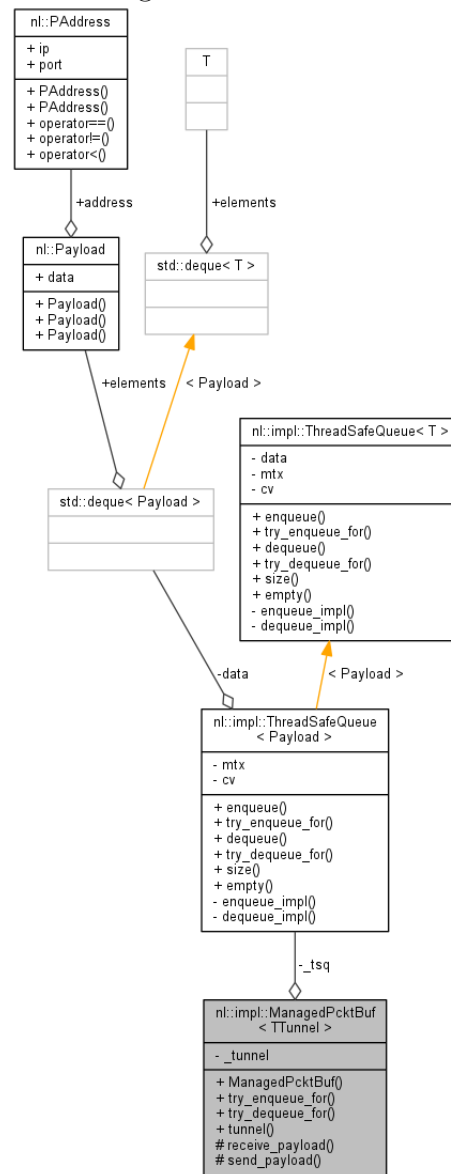 nl::PAddress
+ ip
+ port
+ PAddress()
+ PAddress()
+ operator==()
+ operator!=()
+ operator<()
T
+address
+elements
nl::Payload
+ data
+ Payload()
+ Payload()
+ Payload()
std::deque< T >
+elements
< Payload >
std::deque< Payload >
nl::impl::ThreadSafeQueue< T >
- data
- mtx
- cv
+ enqueue()
+ try_enqueue_for()
+ dequeue()
+ try_dequeue_for()
+ size()
+ empty()
- enqueue_impl()
- dequeue_impl()
-data
< Payload >
nl::impl::ThreadSafeQueue
< Payload >
- mtx
- cv
+ enqueue()
+ try_enqueue_for()
+ dequeue()
+ try_dequeue_for()
+ size()
+ empty()
- enqueue_impl()
- dequeue_impl()
-_tsq
nl::impl::ManagedPcktBuf
< TTunnel >
- _tunnel
+ ManagedPcktBuf()
+ try_enqueue_for()
+ try_dequeue_for()
+ tunnel()
# receive_payload()
# send_payload()